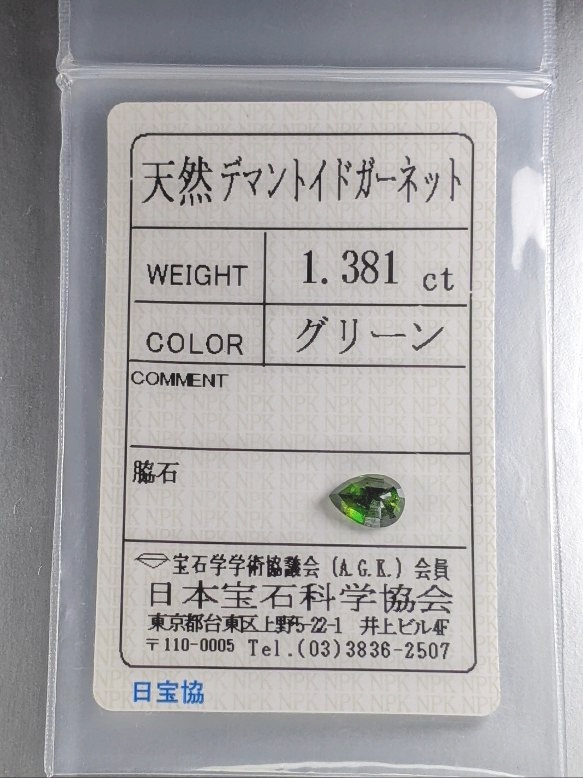 天然デマントイドガーネット
WEIGHT 1.381 ct
COLOR グリーン
COMMENT
脇石
宝石学学術協議会(A.G.K.)会員
日本宝石科学協会
東京都台東区上野5-22-1 井上ビル4F
〒110-0005 Tel.(03)3836-2507
日宝協